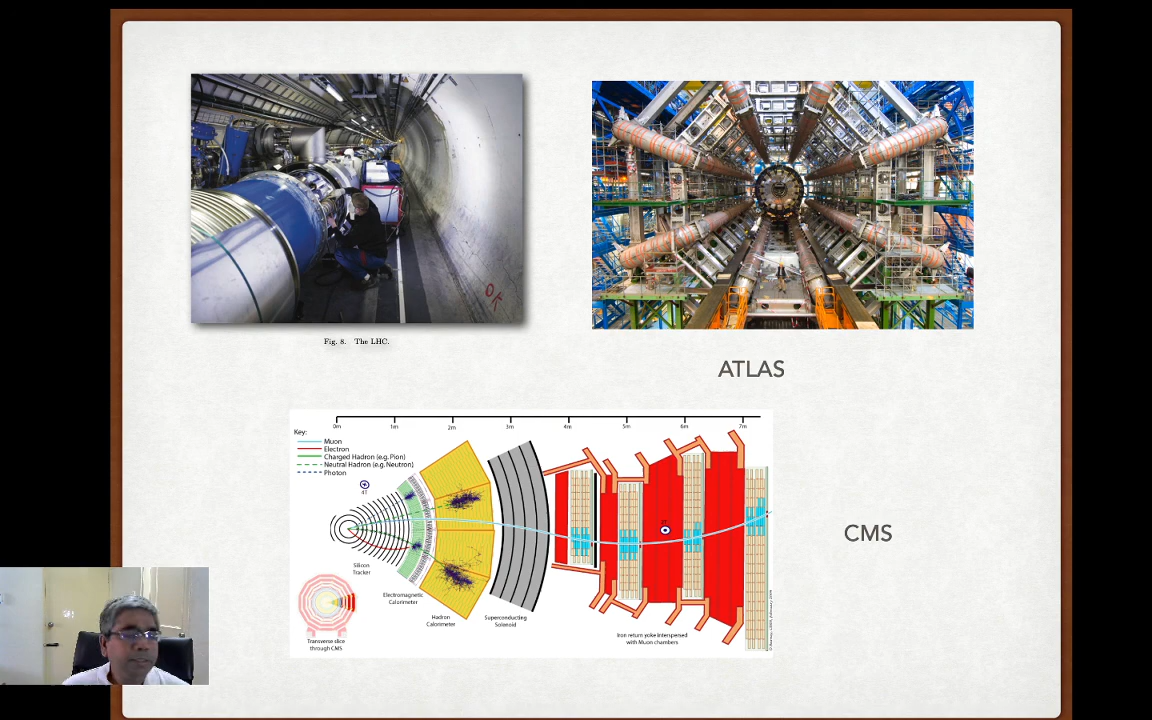 OK
Fig. 8. The LHC.
ATLAS
0m 1m 2m 3m 4m 5m 6m 7m
Key:
Muon
Electron
Charged Hadron (e.g. Pion)
Neutral Hadron (e.g. Neutron)
Photon
4T
Silicon
Tracker
Electromagnetic
Calorimeter
Hadron
Calorimeter
Superconducting
Solenoid
Iron return yoke interspersed
with Muon chambers
Transverse slice
through CMS
CMS